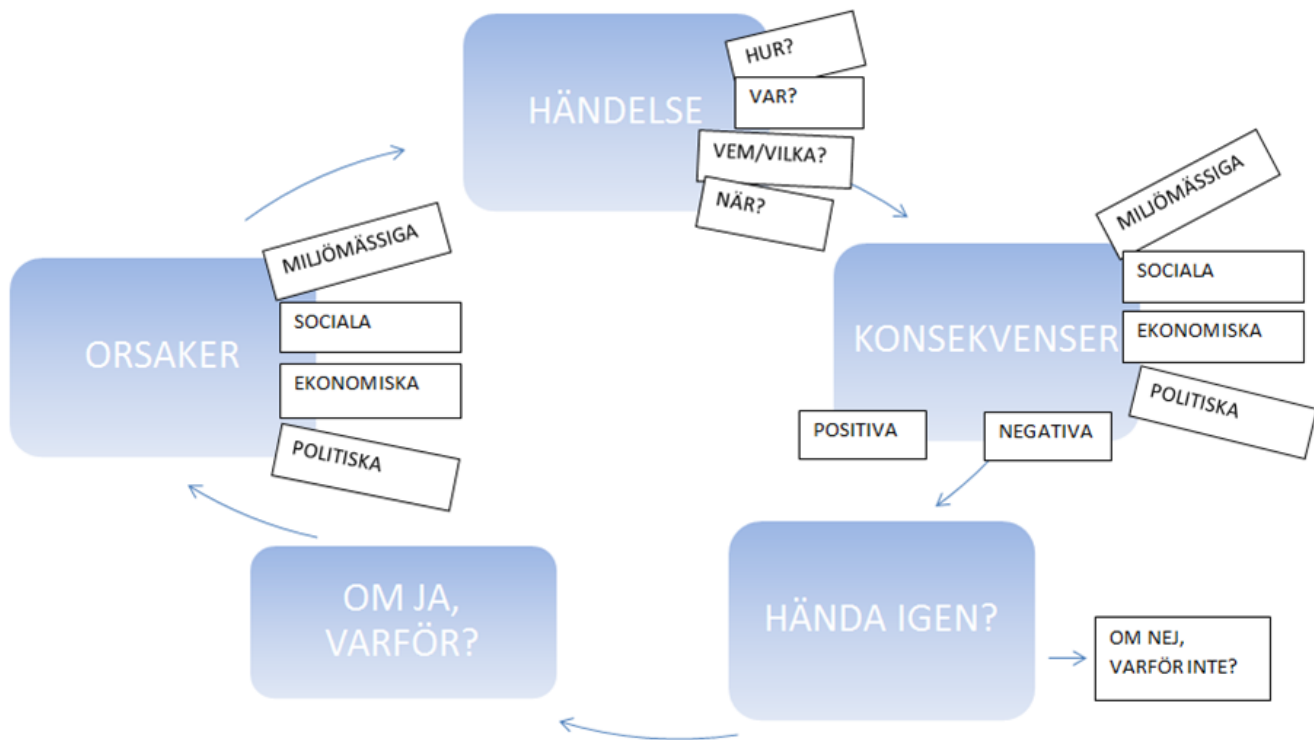 HÄNDELSE
HUR?
VAR?
VEM/VILKA?
NÄR?
KONSEKVENSER
MILJÖMÄSSIGA
SOCIALA
EKONOMISKA
POLITISKA
POSITIVA
NEGATIVA
HÄNDA IGEN?
OM NEJ,
VARFÖR INTE?
OM JA,
VARFÖR?
ORSAKER
MILJÖMÄSSIGA
SOCIALA
EKONOMISKA
POLITISKA